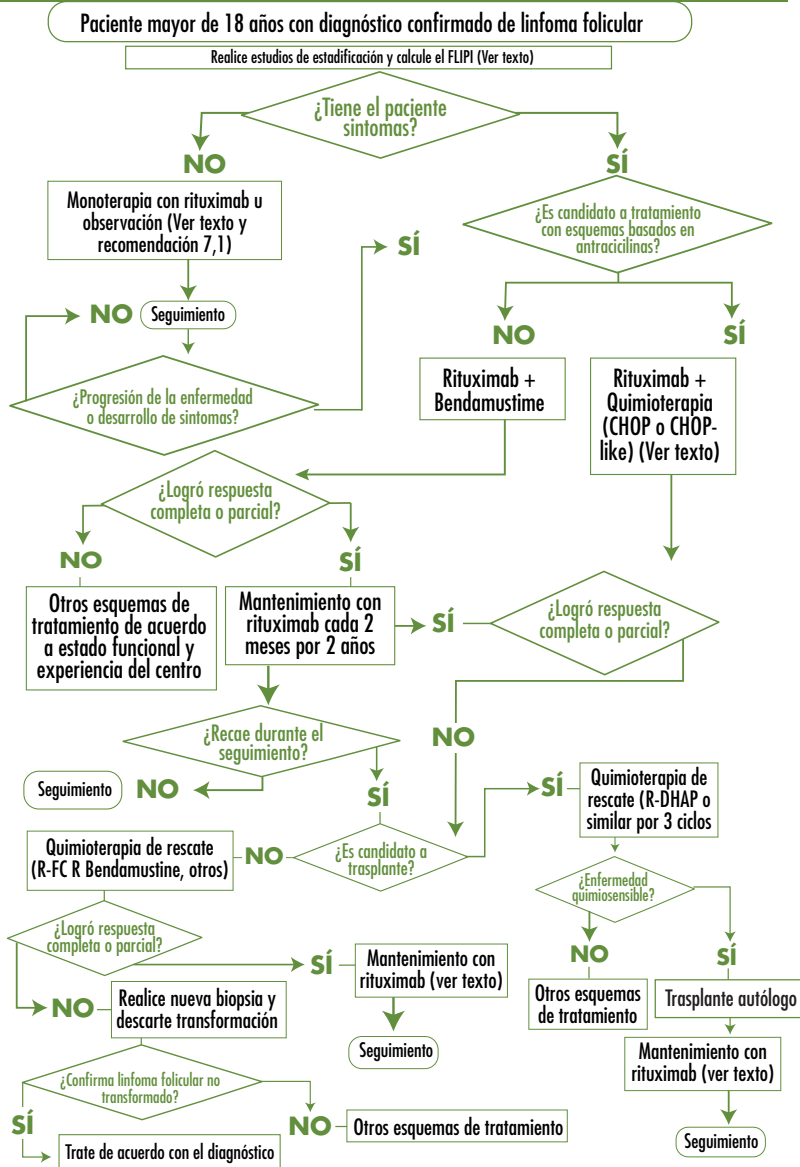 Paciente mayor de 18 años con diagnóstico confirmado de linfoma folicular
Realice estudios de estadificación y calcule el FLIPI (Ver texto)
¿Tiene el paciente
sintomas?
NO
SÍ
Monoterapia con rituximab u
observación (Ver texto y
recomendación 7,1)
¿Es candidato a tratamiento
con esquemas basados en
antracicilinas?
SÍ
NO
Seguimiento
NO
SÍ
¿Progresión de la enfermedad
o desarrollo de sintomas?
Rituximab +
Bendamustime
Rituximab +
Quimioterapia
(CHOP o CHOP-
like) (Ver texto)
¿Logró respuesta
completa o parcial?
NO
SÍ
Otros esquemas de
tratamiento de acuerdo
a estado funcional y
experiencia del centro
Mantenimiento con
rituximab cada 2
meses por 2 años
SÍ
¿Logró respuesta
completa o parcial?
¿Recae durante el
seguimiento?
NO
Seguimiento
NO
SÍ
SÍ
Quimioterapia de
rescate (R-DHAP o
similar por 3 ciclos
Quimioterapia de rescate
(R-FC R Bendamustine, otros)
NO
¿Es candidato a
trasplante?
¿Enfermedad
quimiosensible?
¿Logró respuesta
completa o parcial?
SÍ
Mantenimiento con
rituximab (ver texto)
NO
SÍ
NO
Realice nueva biopsia y
descarte transformación
Otros esquemas
de tratamiento
Trasplante autólogo
Seguimiento
Mantenimiento con
rituximab (ver texto)
¿Confirma linfoma folicular no
transformado?
SÍ
NO
Otros esquemas de tratamiento
Seguimiento
Trate de acuerdo con el diagnóstico